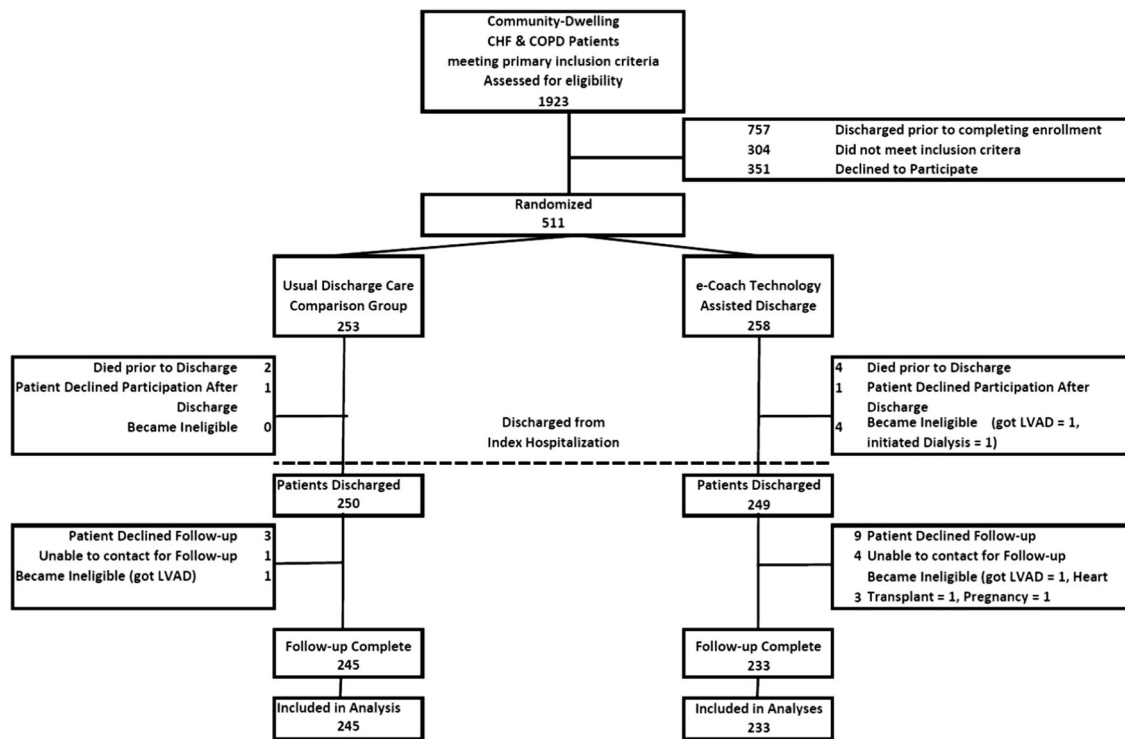 Community-Dwelling
CHF & COPD Patients
meeting primary inclusion criteria
Assessed for eligibility
1923
757 Discharged prior to completing enrollment
304 Did not meet inclusion critera
351 Declined to Participate
Randomized
511
Usual Discharge Care
Comparison Group
253
e-Coach Technology
Assisted Discharge
258
Died prior to Discharge 2
Patient Declined Participation After 1
Discharge
Became Ineligible 0
4 Died prior to Discharge
1 Patient Declined Participation After
Discharge
4 Became Ineligible (got LVAD = 1,
initiated Dialysis = 1)
Discharged from
Index Hospitalization
Patients Discharged
250
Patients Discharged
249
Patient Declined Follow-up 3
Unable to contact for Follow-up 1
Became Ineligible (got LVAD) 1
9 Patient Declined Follow-up
4 Unable to contact for Follow-up
Became Ineligible (got LVAD = 1, Heart
3 Transplant = 1, Pregnancy = 1
Follow-up Complete
245
Follow-up Complete
233
Included in Analysis
245
Included in Analyses
233